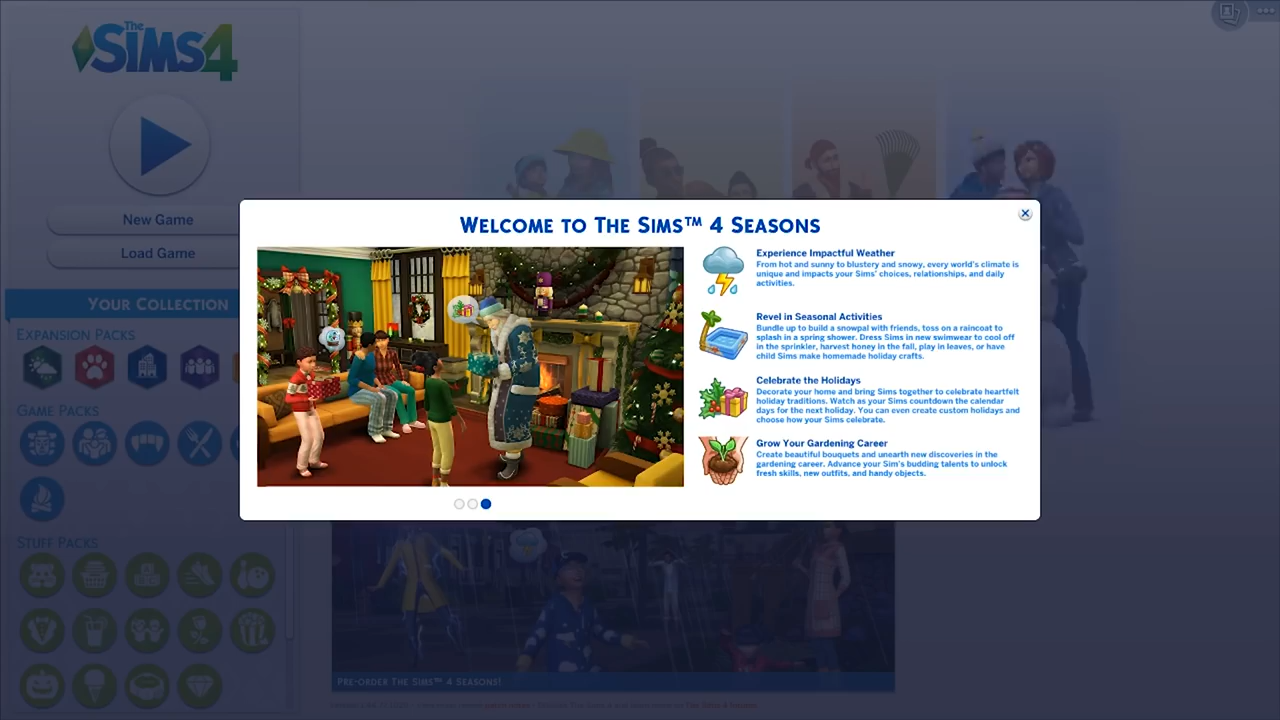 The
SiMS 4
New Game
Load Game
Your Collection
Expansion Packs
Game Packs
Stuff Packs
Welcome to The Sims™ 4 Seasons
Experience Impactful Weather
From hot and sunny to blustery and snowy, every world's climate is
unique and impacts your Sims' choices, relationships, and daily
activities.
Revel in Seasonal Activities
Bundle up to build a snowpal with friends, toss on a raincoat to
splash in a spring shower. Dress Sims in new swimwear to cool off
in the sprinkler, harvest honey in the fall, play in leaves, or have
child Sims make homemade holiday crafts.
Celebrate the Holidays
Decorate your home and bring Sims together to celebrate heartfelt
holiday traditions. Watch as your Sims countdown the calendar
days for the next holiday. You can even create custom holidays and
choose how your Sims celebrate.
Grow Your Gardening Career
Create beautiful bouquets and unearth new discoveries in the
gardening career. Advance your Sim's budding talents to unlock
fresh skills, new outfits, and handy objects.
Pre-order The Sims™ 4 Seasons!